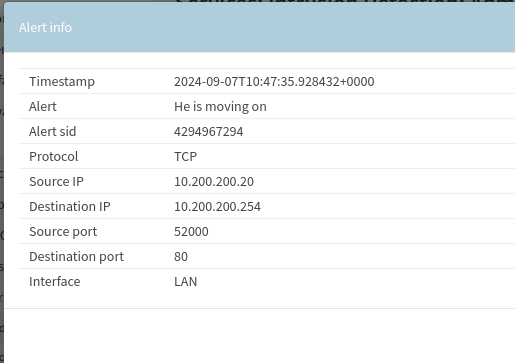 Alert info
Timestamp 2024-09-07T10:47:35.928432+0000
Alert He is moving on
Alert sid 4294967294
Protocol TCP
Source IP 10.200.200.20
Destination IP 10.200.200.254
Source port 52000
Destination port 80
Interface LAN